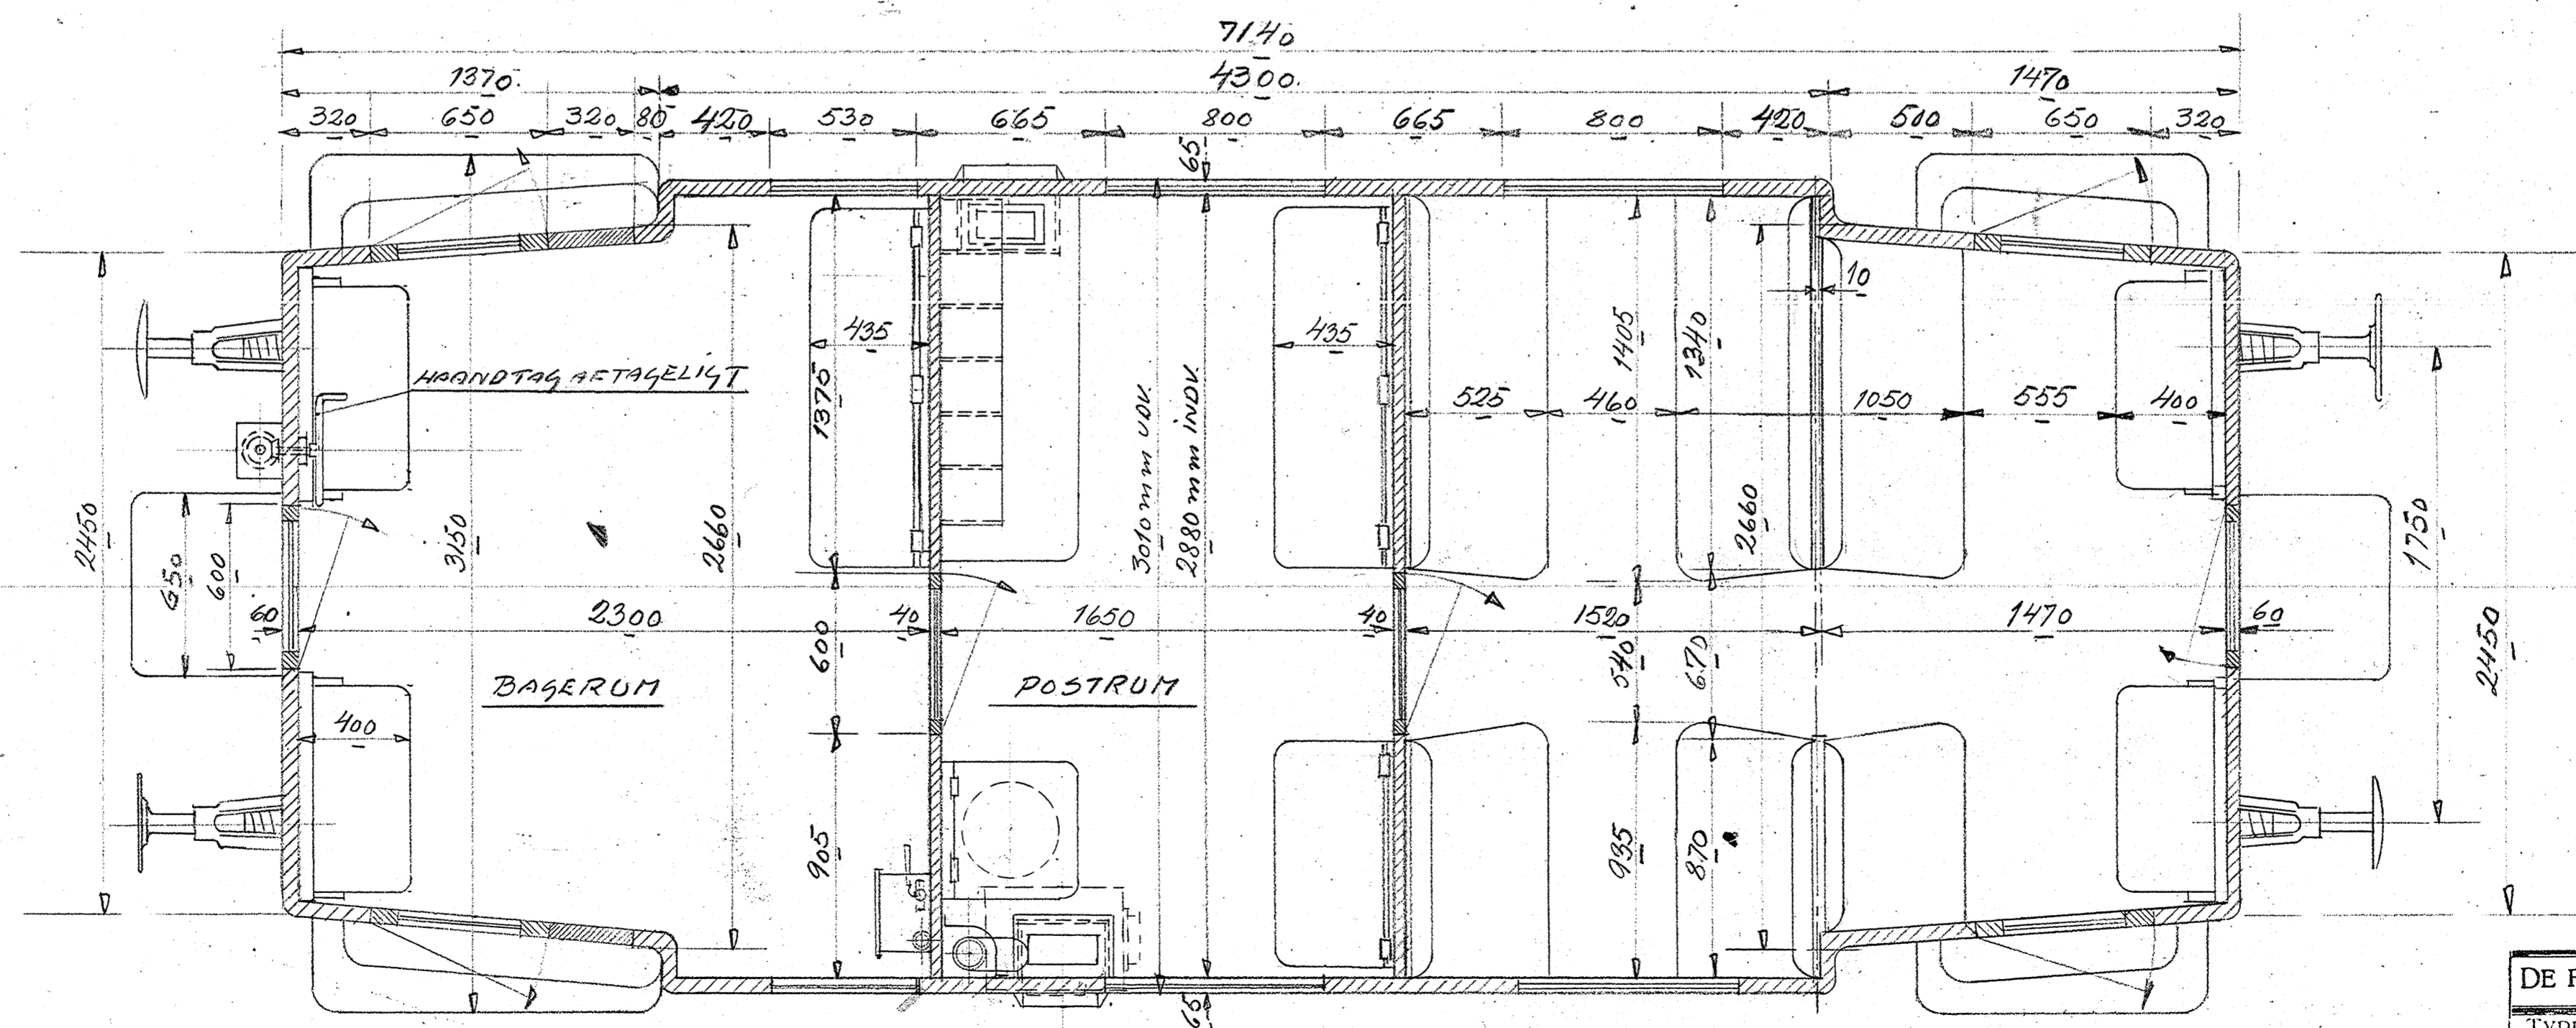 7140
1370. 4300. 1470
320 650 320 80 420 530 665 800 665 800 420 500 650 320
65
10
435 435
1375
HAANDTAG AFTAGELIGT
1405 1340
525 460 1050 555 400
3010 mm UDV.
2880 mm INDV.
2450 650 600 3150 2660 2660 1750 2450
60 2300 40 1650 40 1520 1470 60
600 540 670
BAGERUM POSTRUM
400
905 935 870
65
DE F